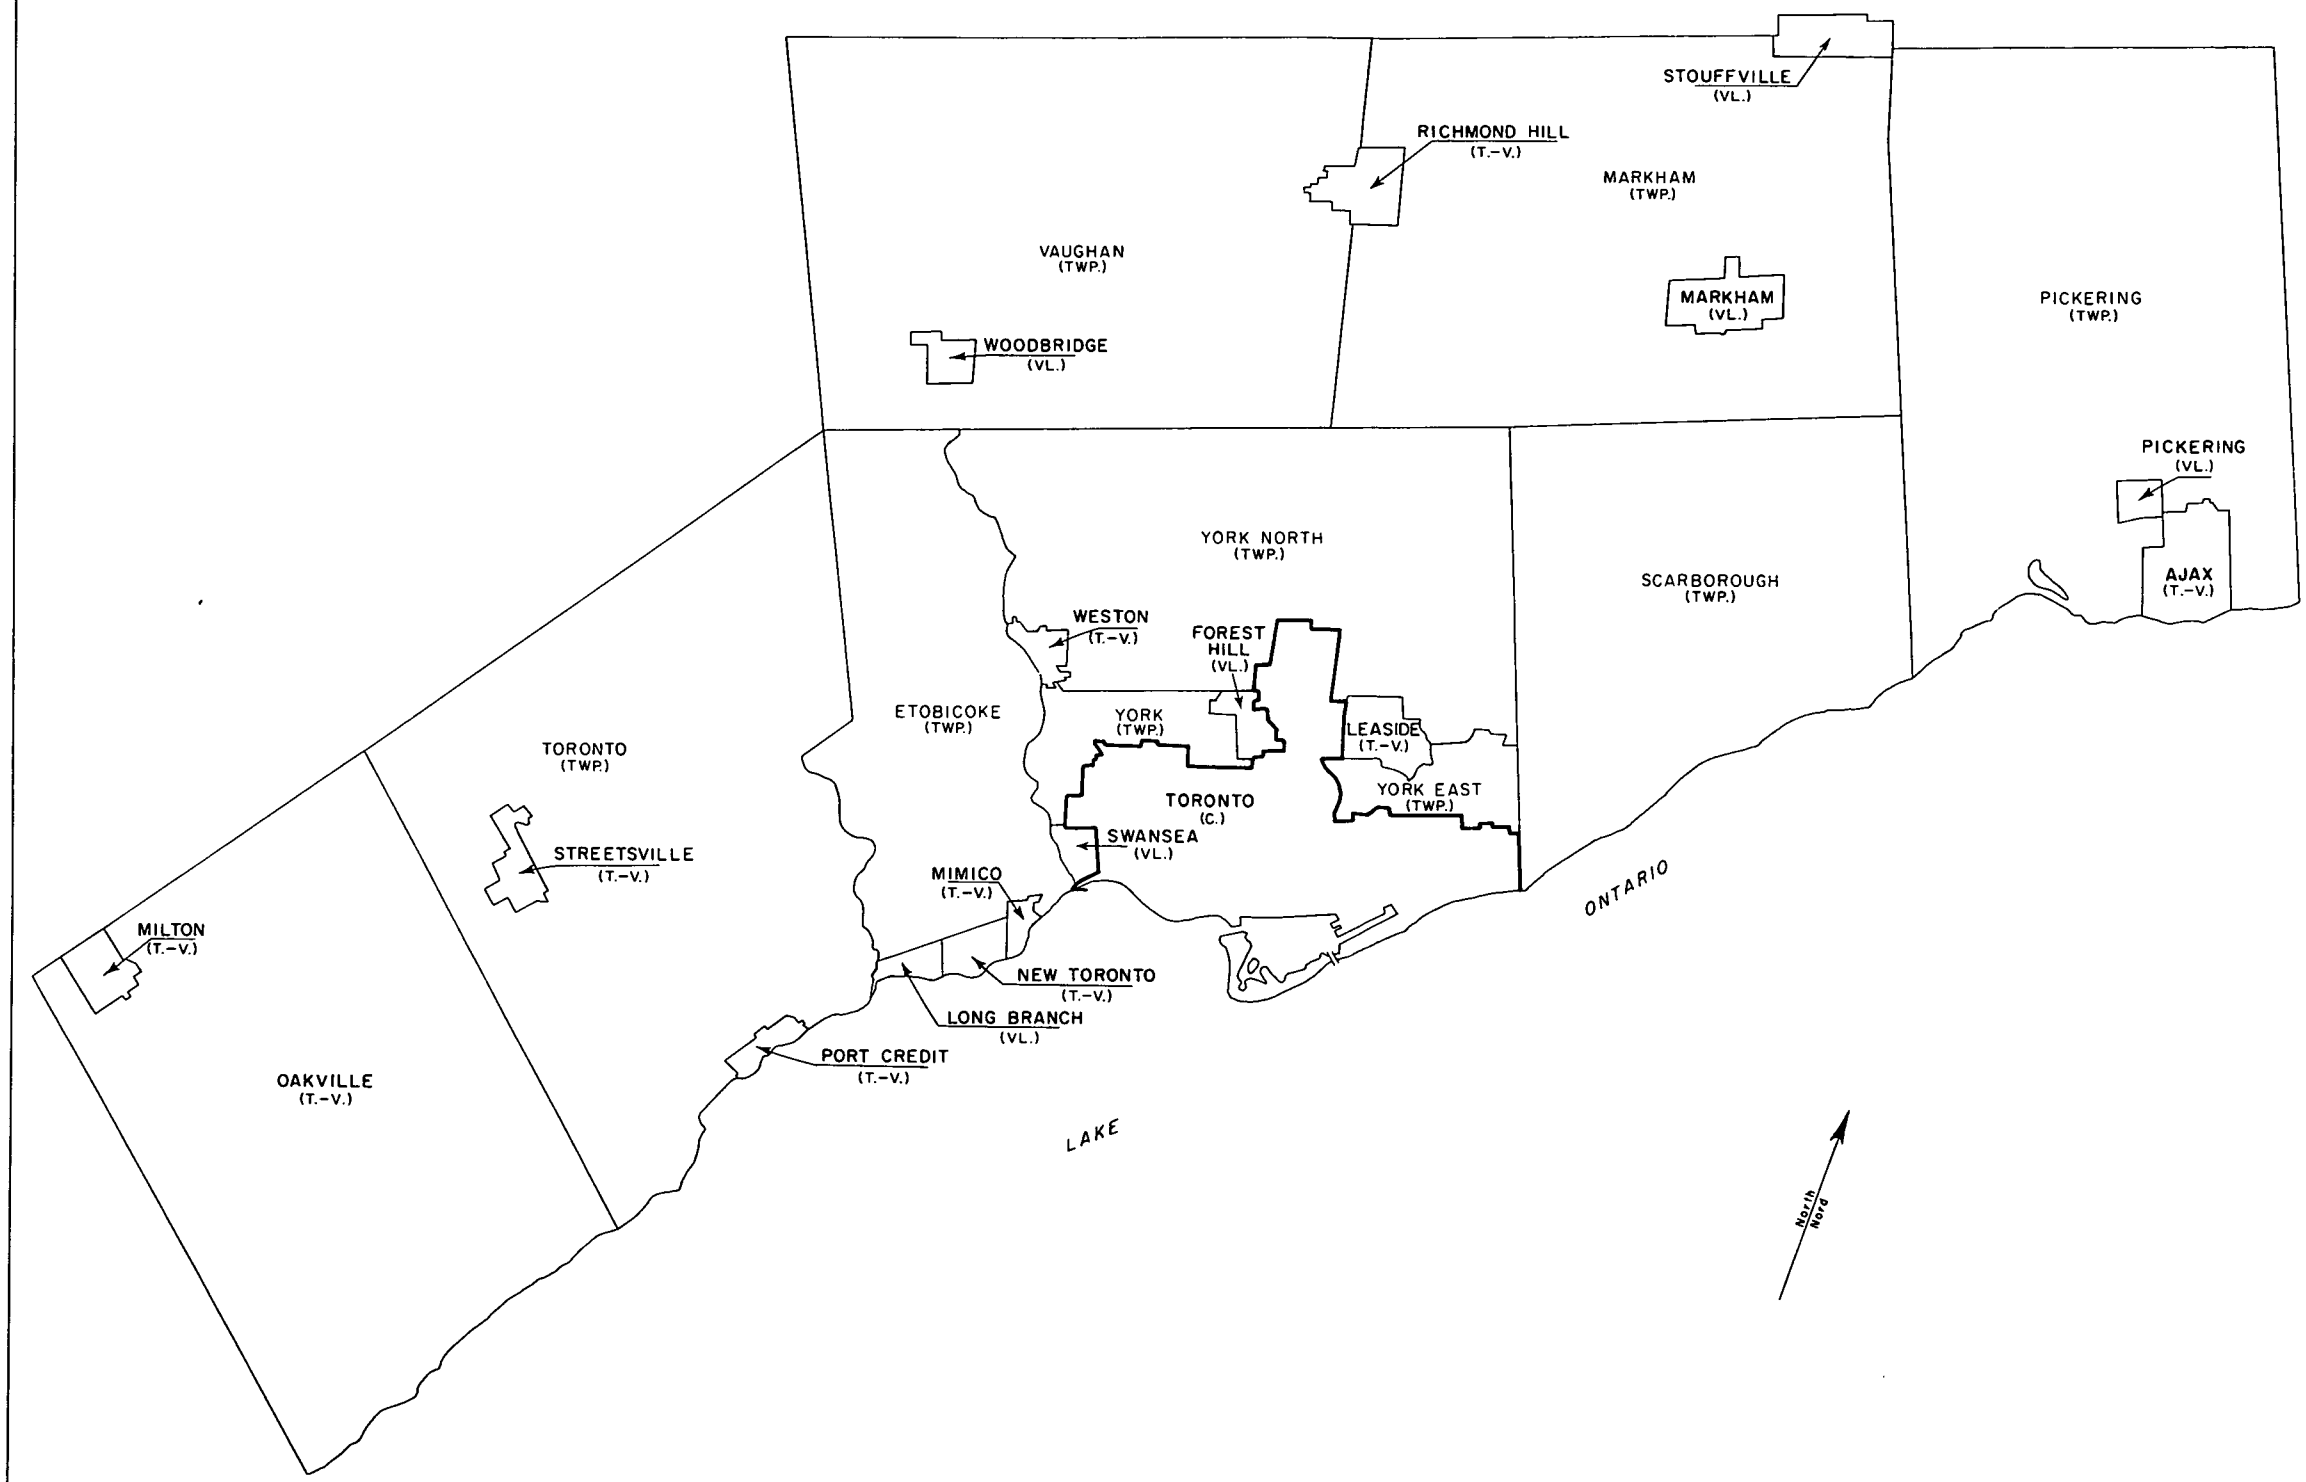 STOUFFVILLE
(VL.)
RICHMOND HILL
(T.-V.)
MARKHAM
(TWP.)
VAUGHAN
(TWP.)
MARKHAM
(VL.)
PICKERING
(TWP.)
WOODBRIDGE
(VL.)
PICKERING
(VL.)
YORK NORTH
(TWP.)
SCARBOROUGH
(TWP.)
AJAX
(T.-V.)
WESTON
(T.-V.)
FOREST
HILL
(VL.)
ETOBICOKE
(TWP.)
YORK
(TWP.)
LEASIDE
(T.-V.)
TORONTO
(TWP.)
YORK EAST
(TWP.)
TORONTO
(C.)
SWANSEA
(VL.)
STREETSVILLE
(T.-V.)
MIMICO
(T.-V.)
ONTARIO
MILTON
(T.-V.)
NEW TORONTO
(T.-V.)
LONG BRANCH
(VL.)
PORT CREDIT
(T.-V.)
OAKVILLE
(T.-V.)
LAKE
North
Nord